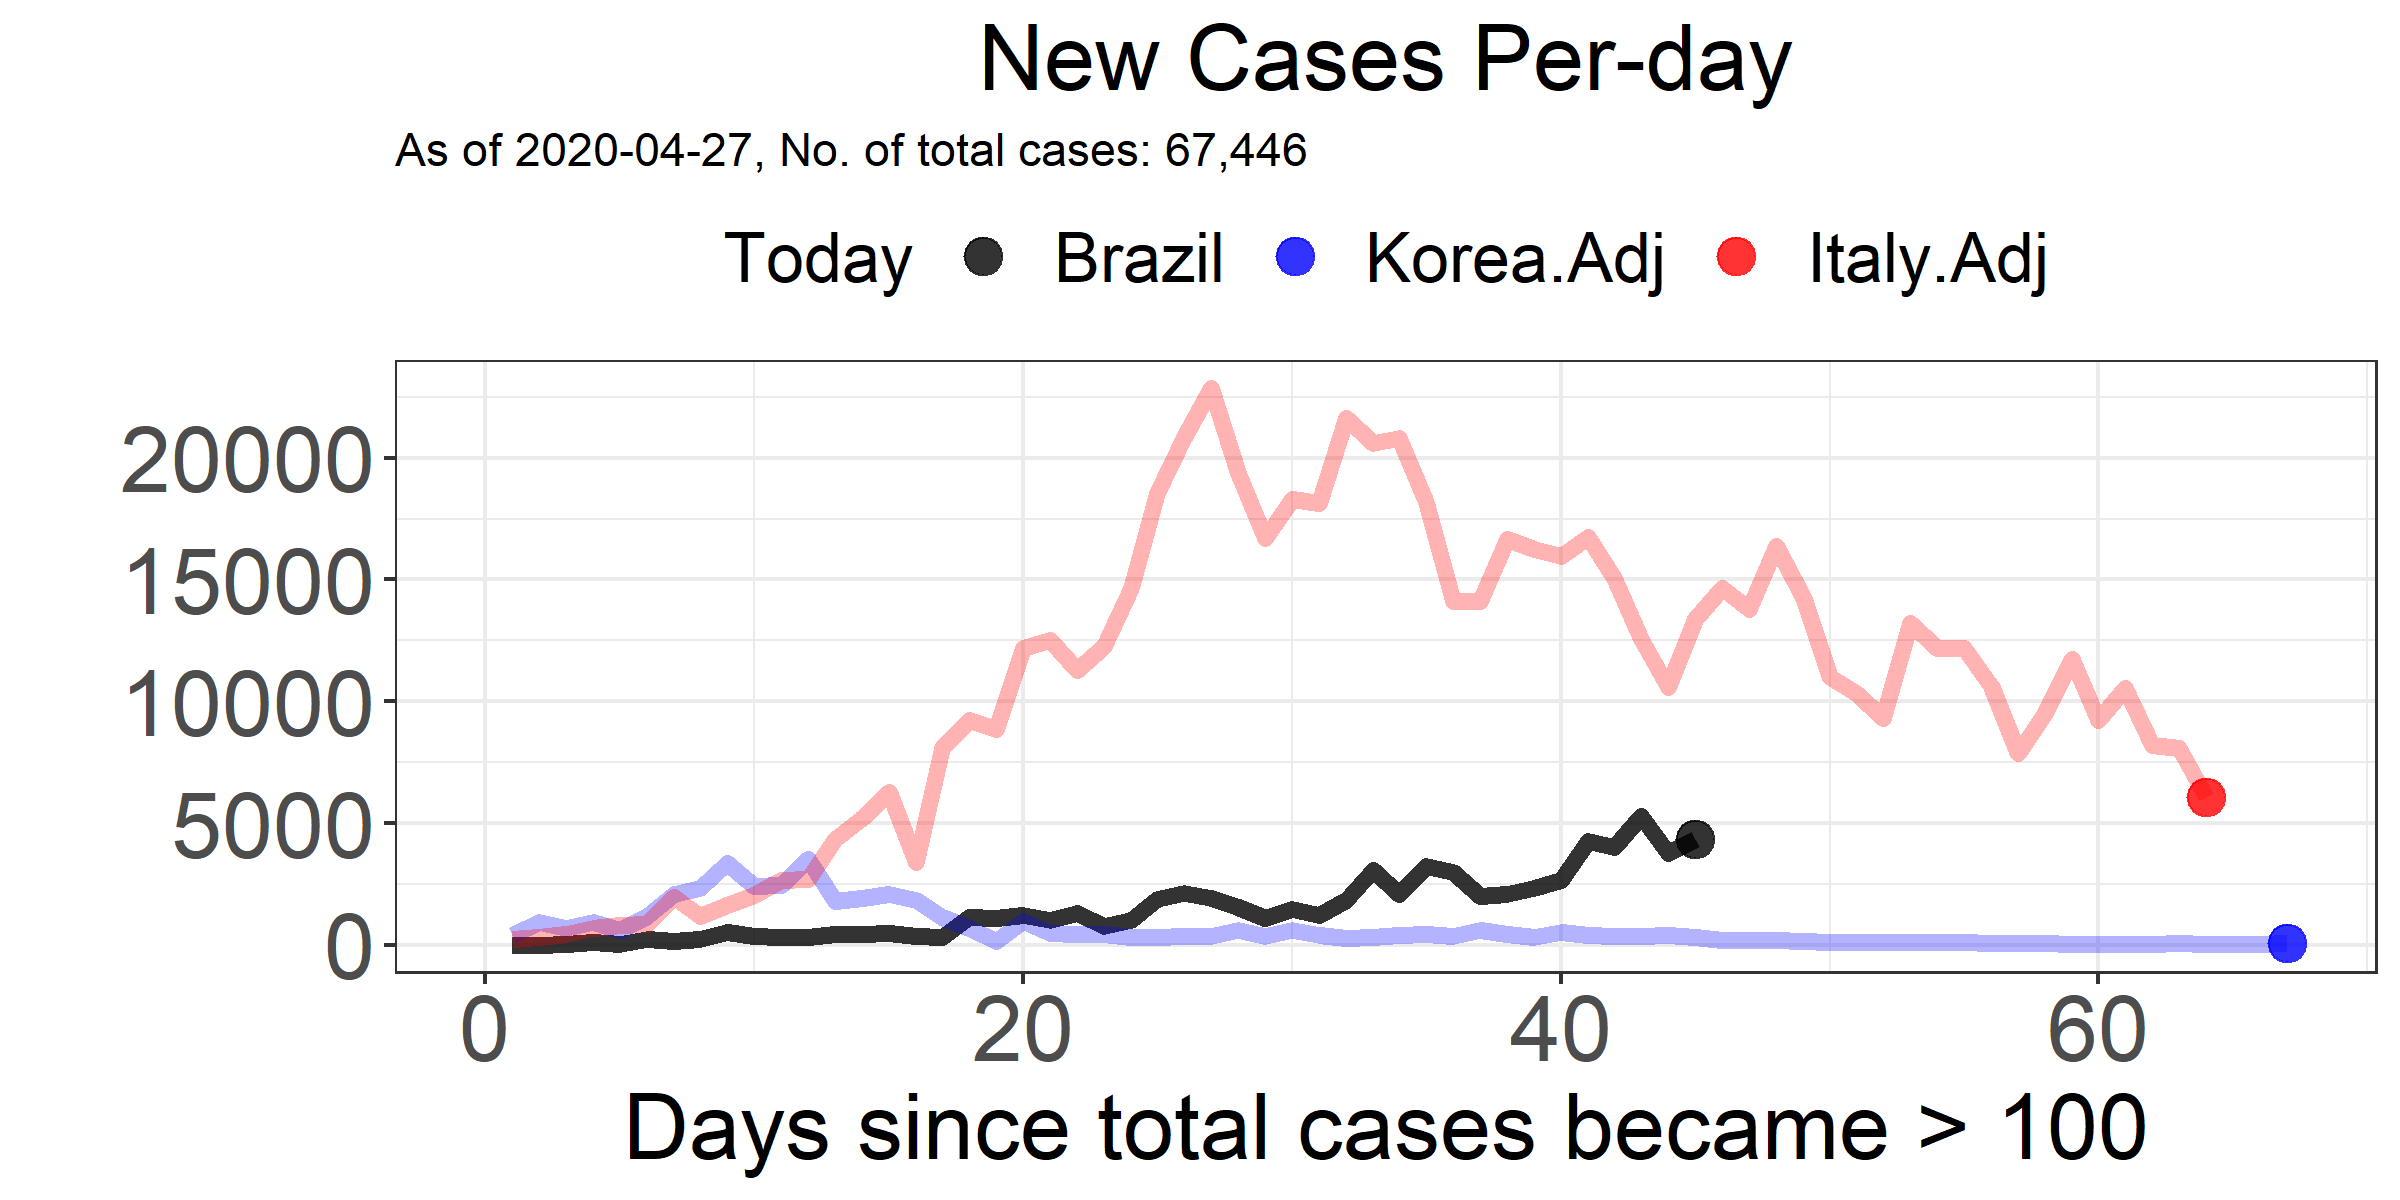 New Cases Per-day
As of 2020-04-27, No. of total cases: 67,446
Today Brazil Korea.Adj Italy.Adj
20000
15000
10000
5000
0
0 20 40 60
Days since total cases became > 100